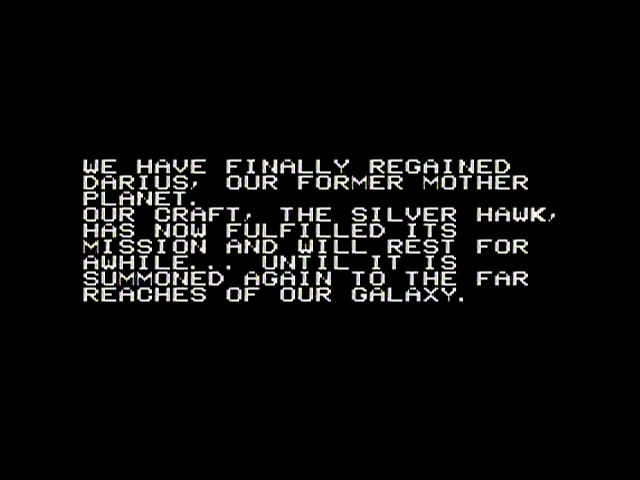 WE HAVE FINALLY REGAINED
DARIUS, OUR FORMER MOTHER
PLANET.
OUR CRAFT, THE SILVER HAWK,
HAS NOW FULFILLED ITS
MISSION AND WILL REST FOR
AWHILE... UNTIL IT IS
SUMMONED AGAIN TO THE FAR
REACHES OF OUR GALAXY.